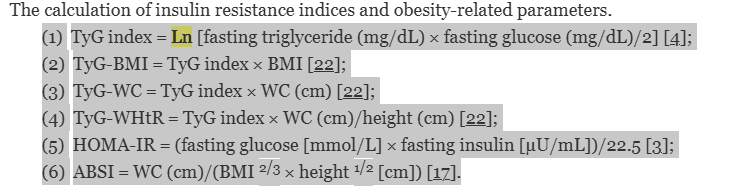 The calculation of insulin resistance indices and obesity-related parameters.
(1) TyG index = Ln [fasting triglyceride (mg/dL) × fasting glucose (mg/dL)/2] [4];
(2) TyG-BMI = TyG index × BMI [22];
(3) TyG-WC = TyG index × WC (cm) [22];
(4) TyG-WHtR = TyG index × WC (cm)/height (cm) [22];
(5) HOMA-IR = (fasting glucose [mmol/L] × fasting insulin [μU/mL])/22.5 [3];
(6) ABSI = WC (cm)/(BMI 2/3 × height 1/2 [cm]) [17].